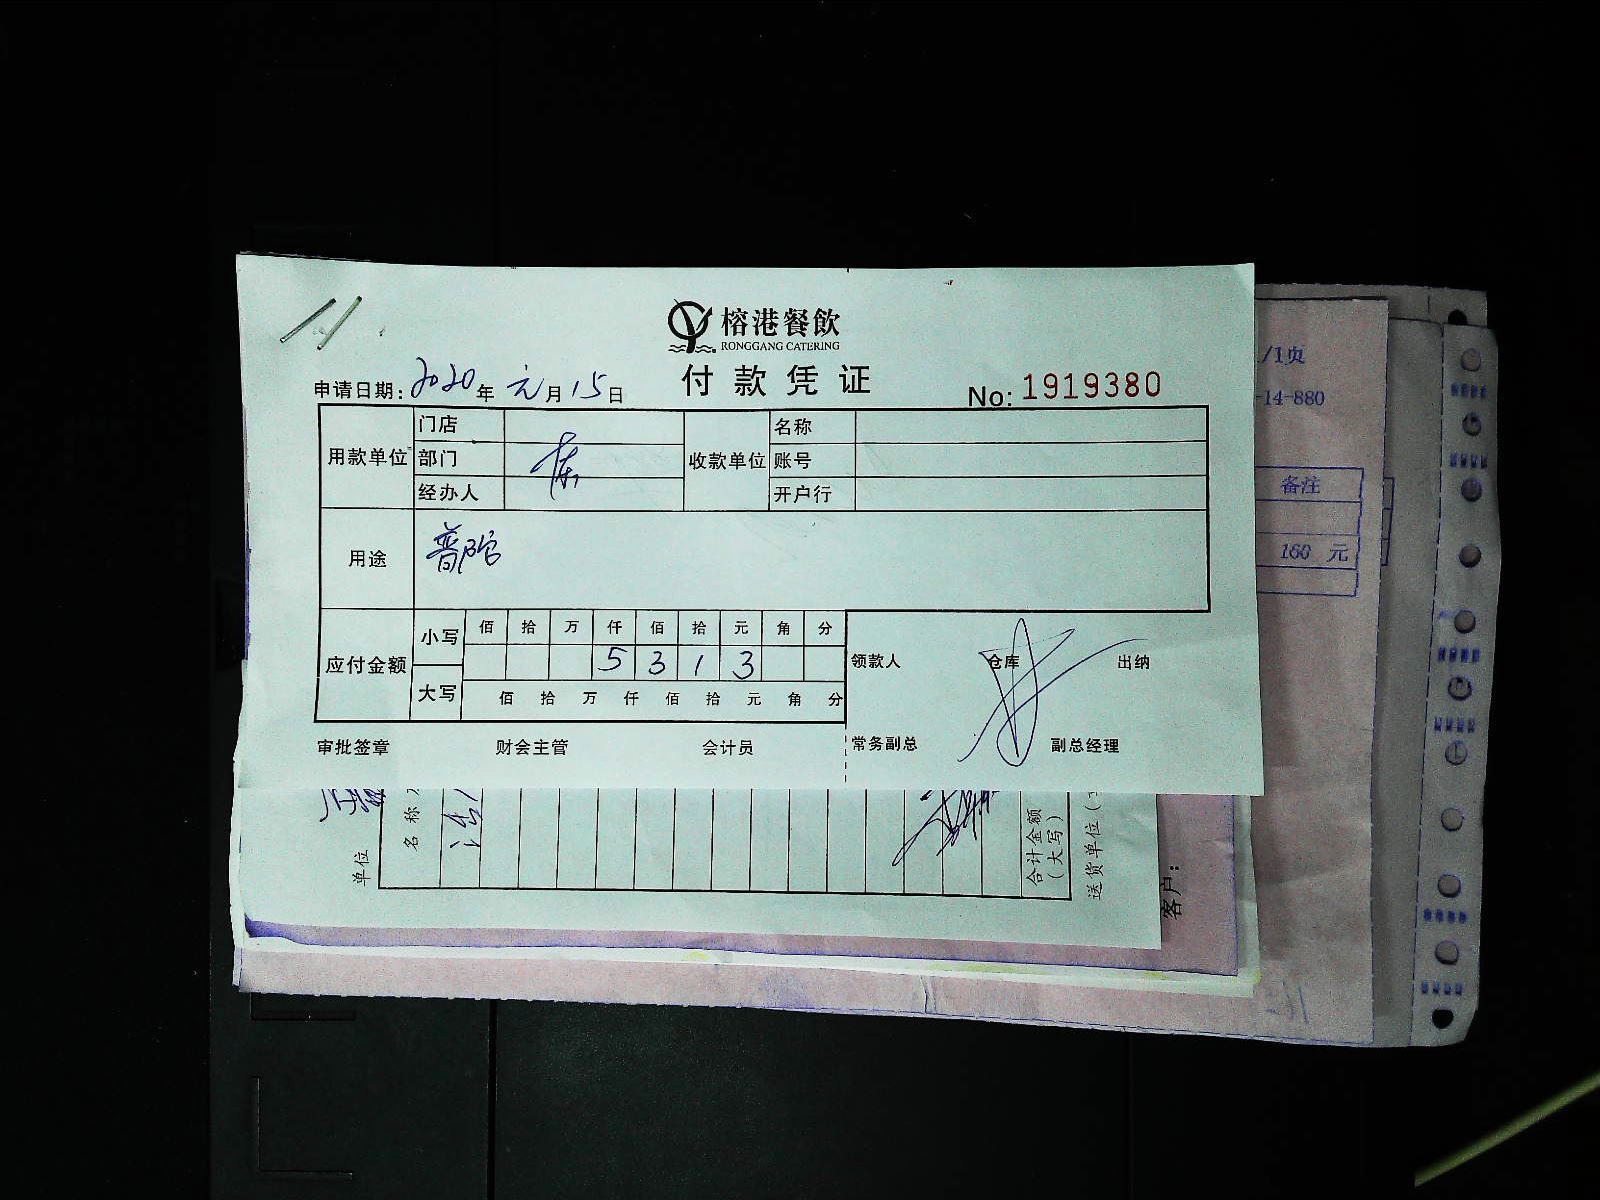 榕港餐飲
RONGGANG CATERING
付款凭证
申请日期: 2020 年 元 月 15 日
No: 1919380
用款单位 门店 收款单位 名称
部门 账号
经办人 开户行
用途 普陀
应付金额 小写 佰 拾 万 仟 佰 拾 元 角 分
5 3 1 3
大写 佰 拾 万 仟 佰 拾 元 角 分
领款人 仓库 出纳
审批签章 财会主管 会计员 常务副总 副总经理
/1页
-14-880
备注
160 元
单位
名称
合计金额
(大写)
送货单位(
客户: